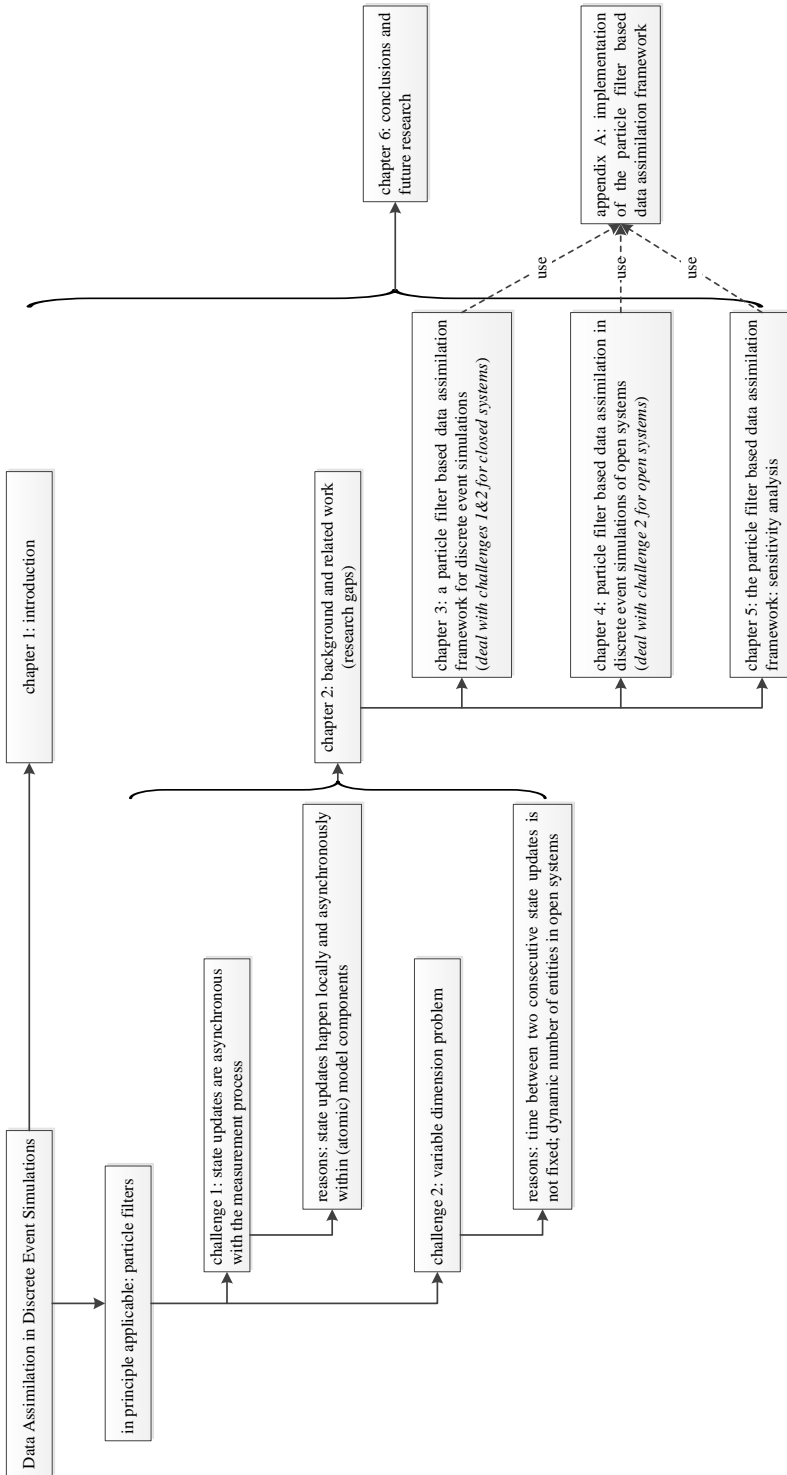 Data Assimilation in Discrete Event Simulations
chapter 1: introduction
in principle applicable: particle filters
challenge 1: state updates are asynchronous
with the measurement process
reasons: state updates happen locally and asynchronously
within (atomic) model components
challenge 2: variable dimension problem
reasons: time between two consecutive state updates is
not fixed; dynamic number of entities in open systems
chapter 2: background and related work
(research gaps)
chapter 3: a particle filter based data assimilation
framework for discrete event simulations
(deal with challenges 1&2 for closed systems)
chapter 4: particle filter based data assimilation in
discrete event simulations of open systems
(deal with challenge 2 for open systems)
chapter 5: the particle filter based data assimilation
framework: sensitivity analysis
use
use
use
chapter 6: conclusions and
future research
appendix A: implementation
of the particle filter based
data assimilation framework